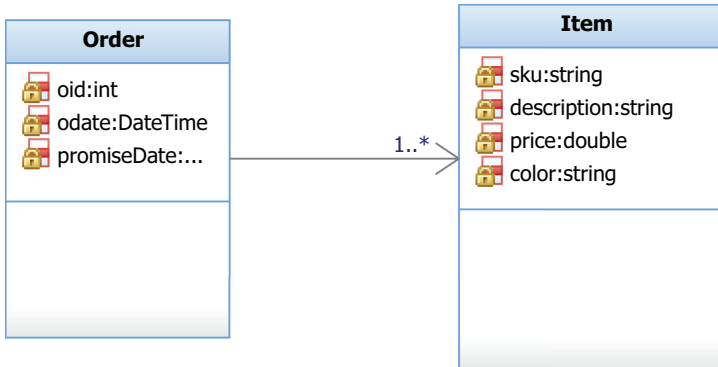 Order
oid:int
odate:DateTime
promiseDate:...
1..*
Item
sku:string
description:string
price:double
color:string